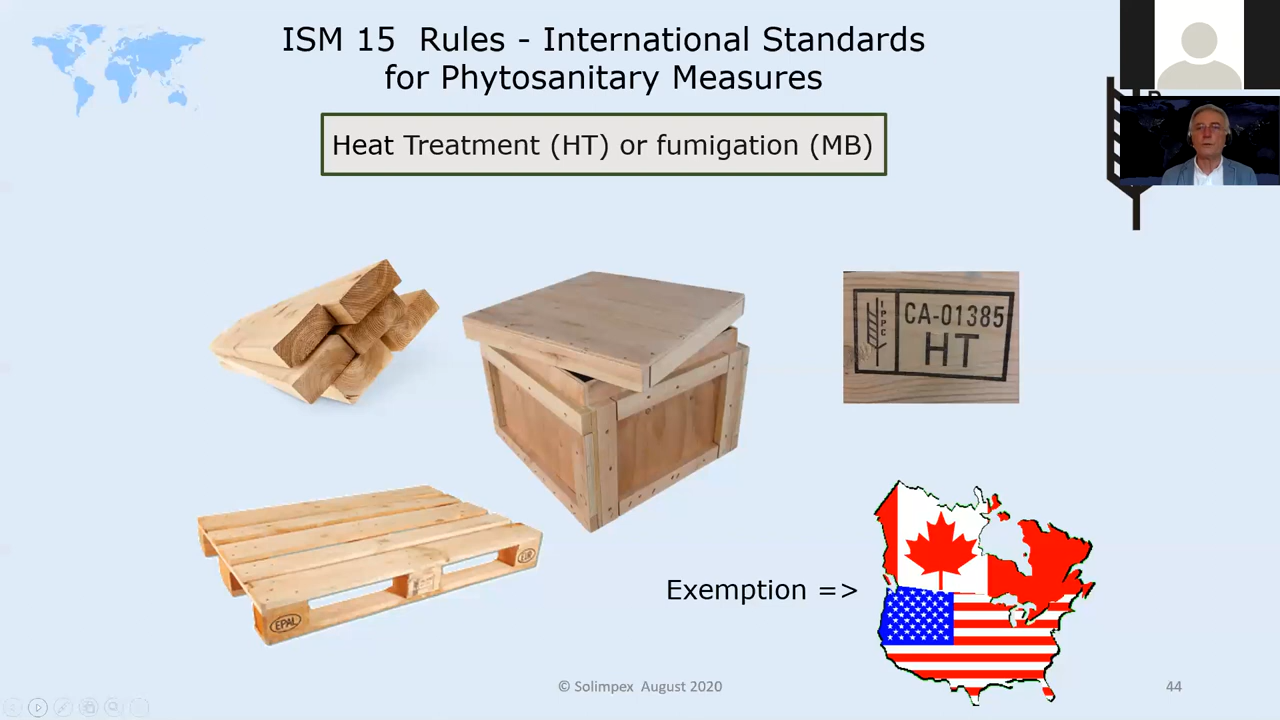 ISM 15 Rules - International Standards
for Phytosanitary Measures
Heat Treatment (HT) or fumigation (MB)
IPPC
CA-01385
HT
EPAL
Exemption =>
© Solimpex August 2020
44